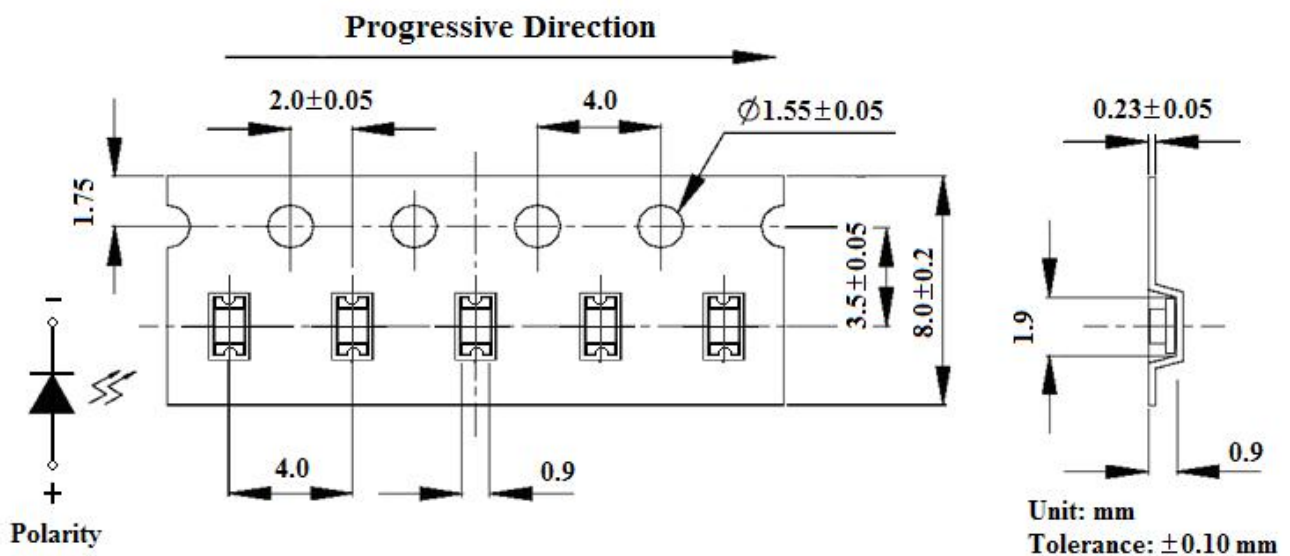 Progressive Direction
2.0±0.05
4.0
Ø1.55±0.05
0.23±0.05
1.75
3.5±0.05
8.0±0.2
1.9
-
+
Polarity
4.0
0.9
0.9
Unit: mm
Tolerance: ±0.10 mm